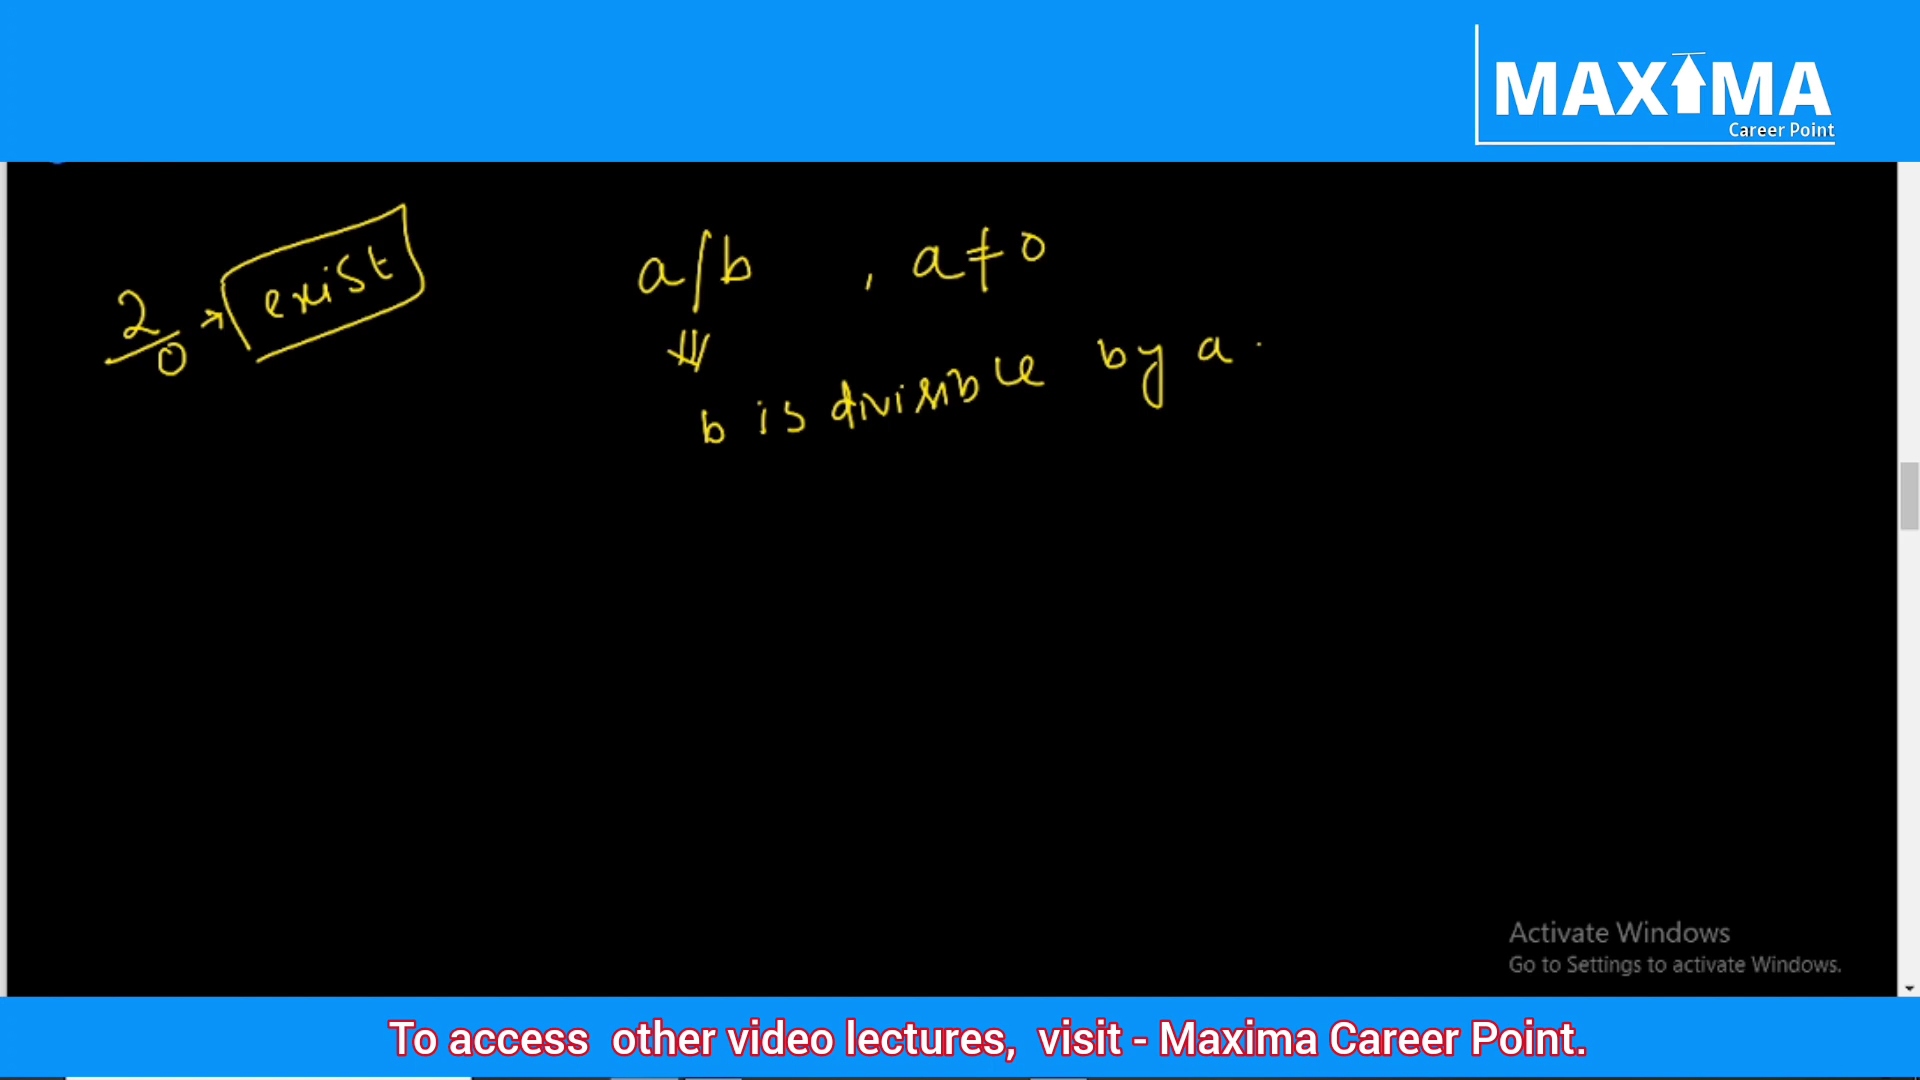 MAXIMA
Career Point
2/0 → exist
a/b , a≠0
b is divisible by a.
Activate Windows
Go to Settings to activate Windows.
To access other video lectures, visit - Maxima Career Point.